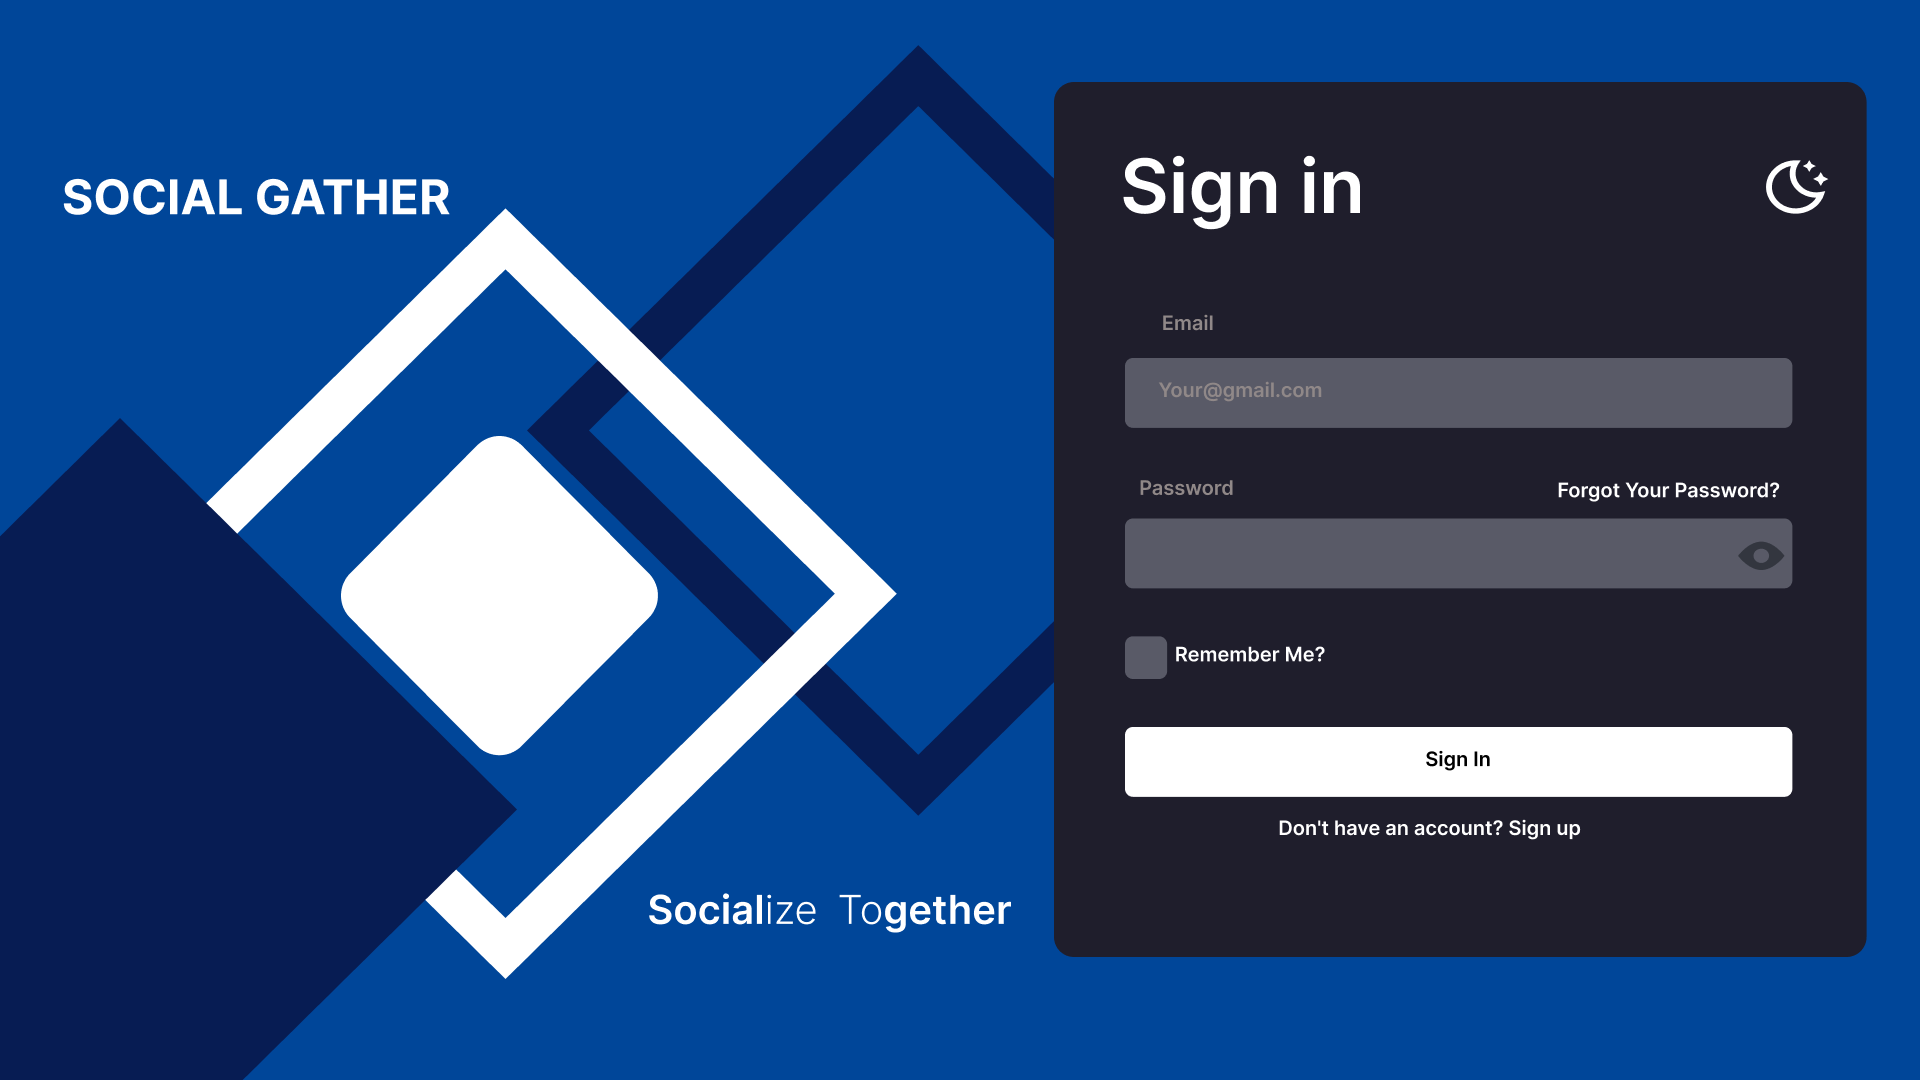 SOCIAL GATHER
Socialize Together
Sign in
Email
Your@gmail.com
Password
Forgot Your Password?
Remember Me?
Sign In
Don't have an account? Sign up